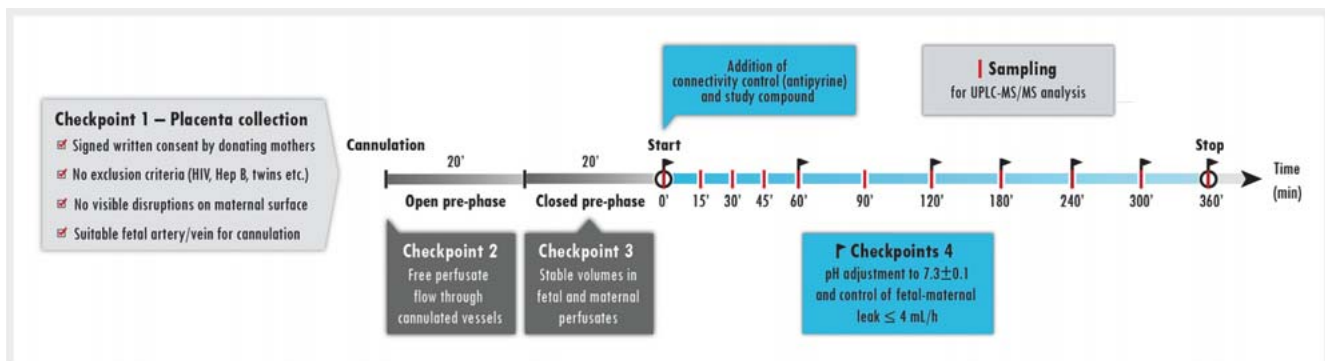 Checkpoint 1 – Placenta collection
Signed written consent by donating mothers
No exclusion criteria (HIV, Hep B, twins etc.)
No visible disruptions on maternal surface
Suitable fetal artery/vein for cannulation
Cannulation
20'
Open pre-phase
20'
Closed pre-phase
Checkpoint 2
Free perfusate
flow through
cannulated vessels
Checkpoint 3
Stable volumes in
fetal and maternal
perfusates
Addition of
connectivity control (antipyrine)
and study compound
Sampling
for UPLC-MS/MS analysis
Start
Stop
0' 15' 30' 45' 60' 90' 120' 180' 240' 300' 360'
Time
(min)
Checkpoints 4
pH adjustment to 7.3±0.1
and control of fetal-maternal
leak ≤ 4 mL/h